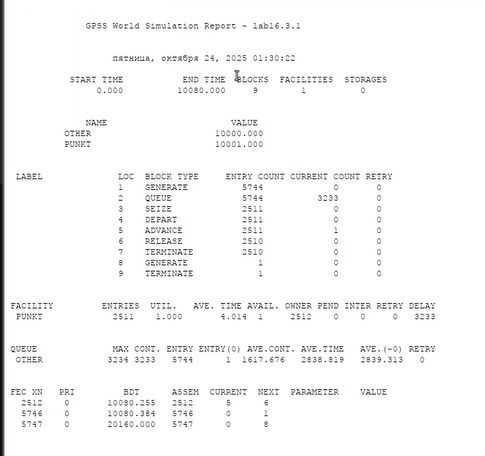 GPSS World Simulation Report - lab16.3.1
пятница, октября 24, 2025 01:30:22
START TIME END TIME BLOCKS FACILITIES STORAGES
0.000 10080.000 9 1 0
NAME VALUE
OTHER 10000.000
PUNKT 10001.000
LABEL LOC BLOCK TYPE ENTRY COUNT CURRENT COUNT RETRY
1 GENERATE 5744 0 0
2 QUEUE 5744 3233 0
3 SEIZE 2511 0 0
4 DEPART 2511 0 0
5 ADVANCE 2511 1 0
6 RELEASE 2510 0 0
7 TERMINATE 2510 0 0
8 GENERATE 1 0 0
9 TERMINATE 1 0 0
FACILITY ENTRIES UTIL. AVE. TIME AVAIL. OWNER PEND INTER RETRY DELAY
PUNKT 2511 1.000 4.014 1 2512 0 0 0 3233
QUEUE MAX CONT. ENTRY ENTRY(0) AVE.CONT. AVE.TIME AVE.(-0) RETRY
OTHER 3234 3233 5744 1 1617.676 2838.819 2839.313 0
FEC XN PRI BDT ASSEM CURRENT NEXT PARAMETER VALUE
2512 0 10080.255 2512 5 6
5746 0 10080.384 5746 0 1
5747 0 20160.000 5747 0 8